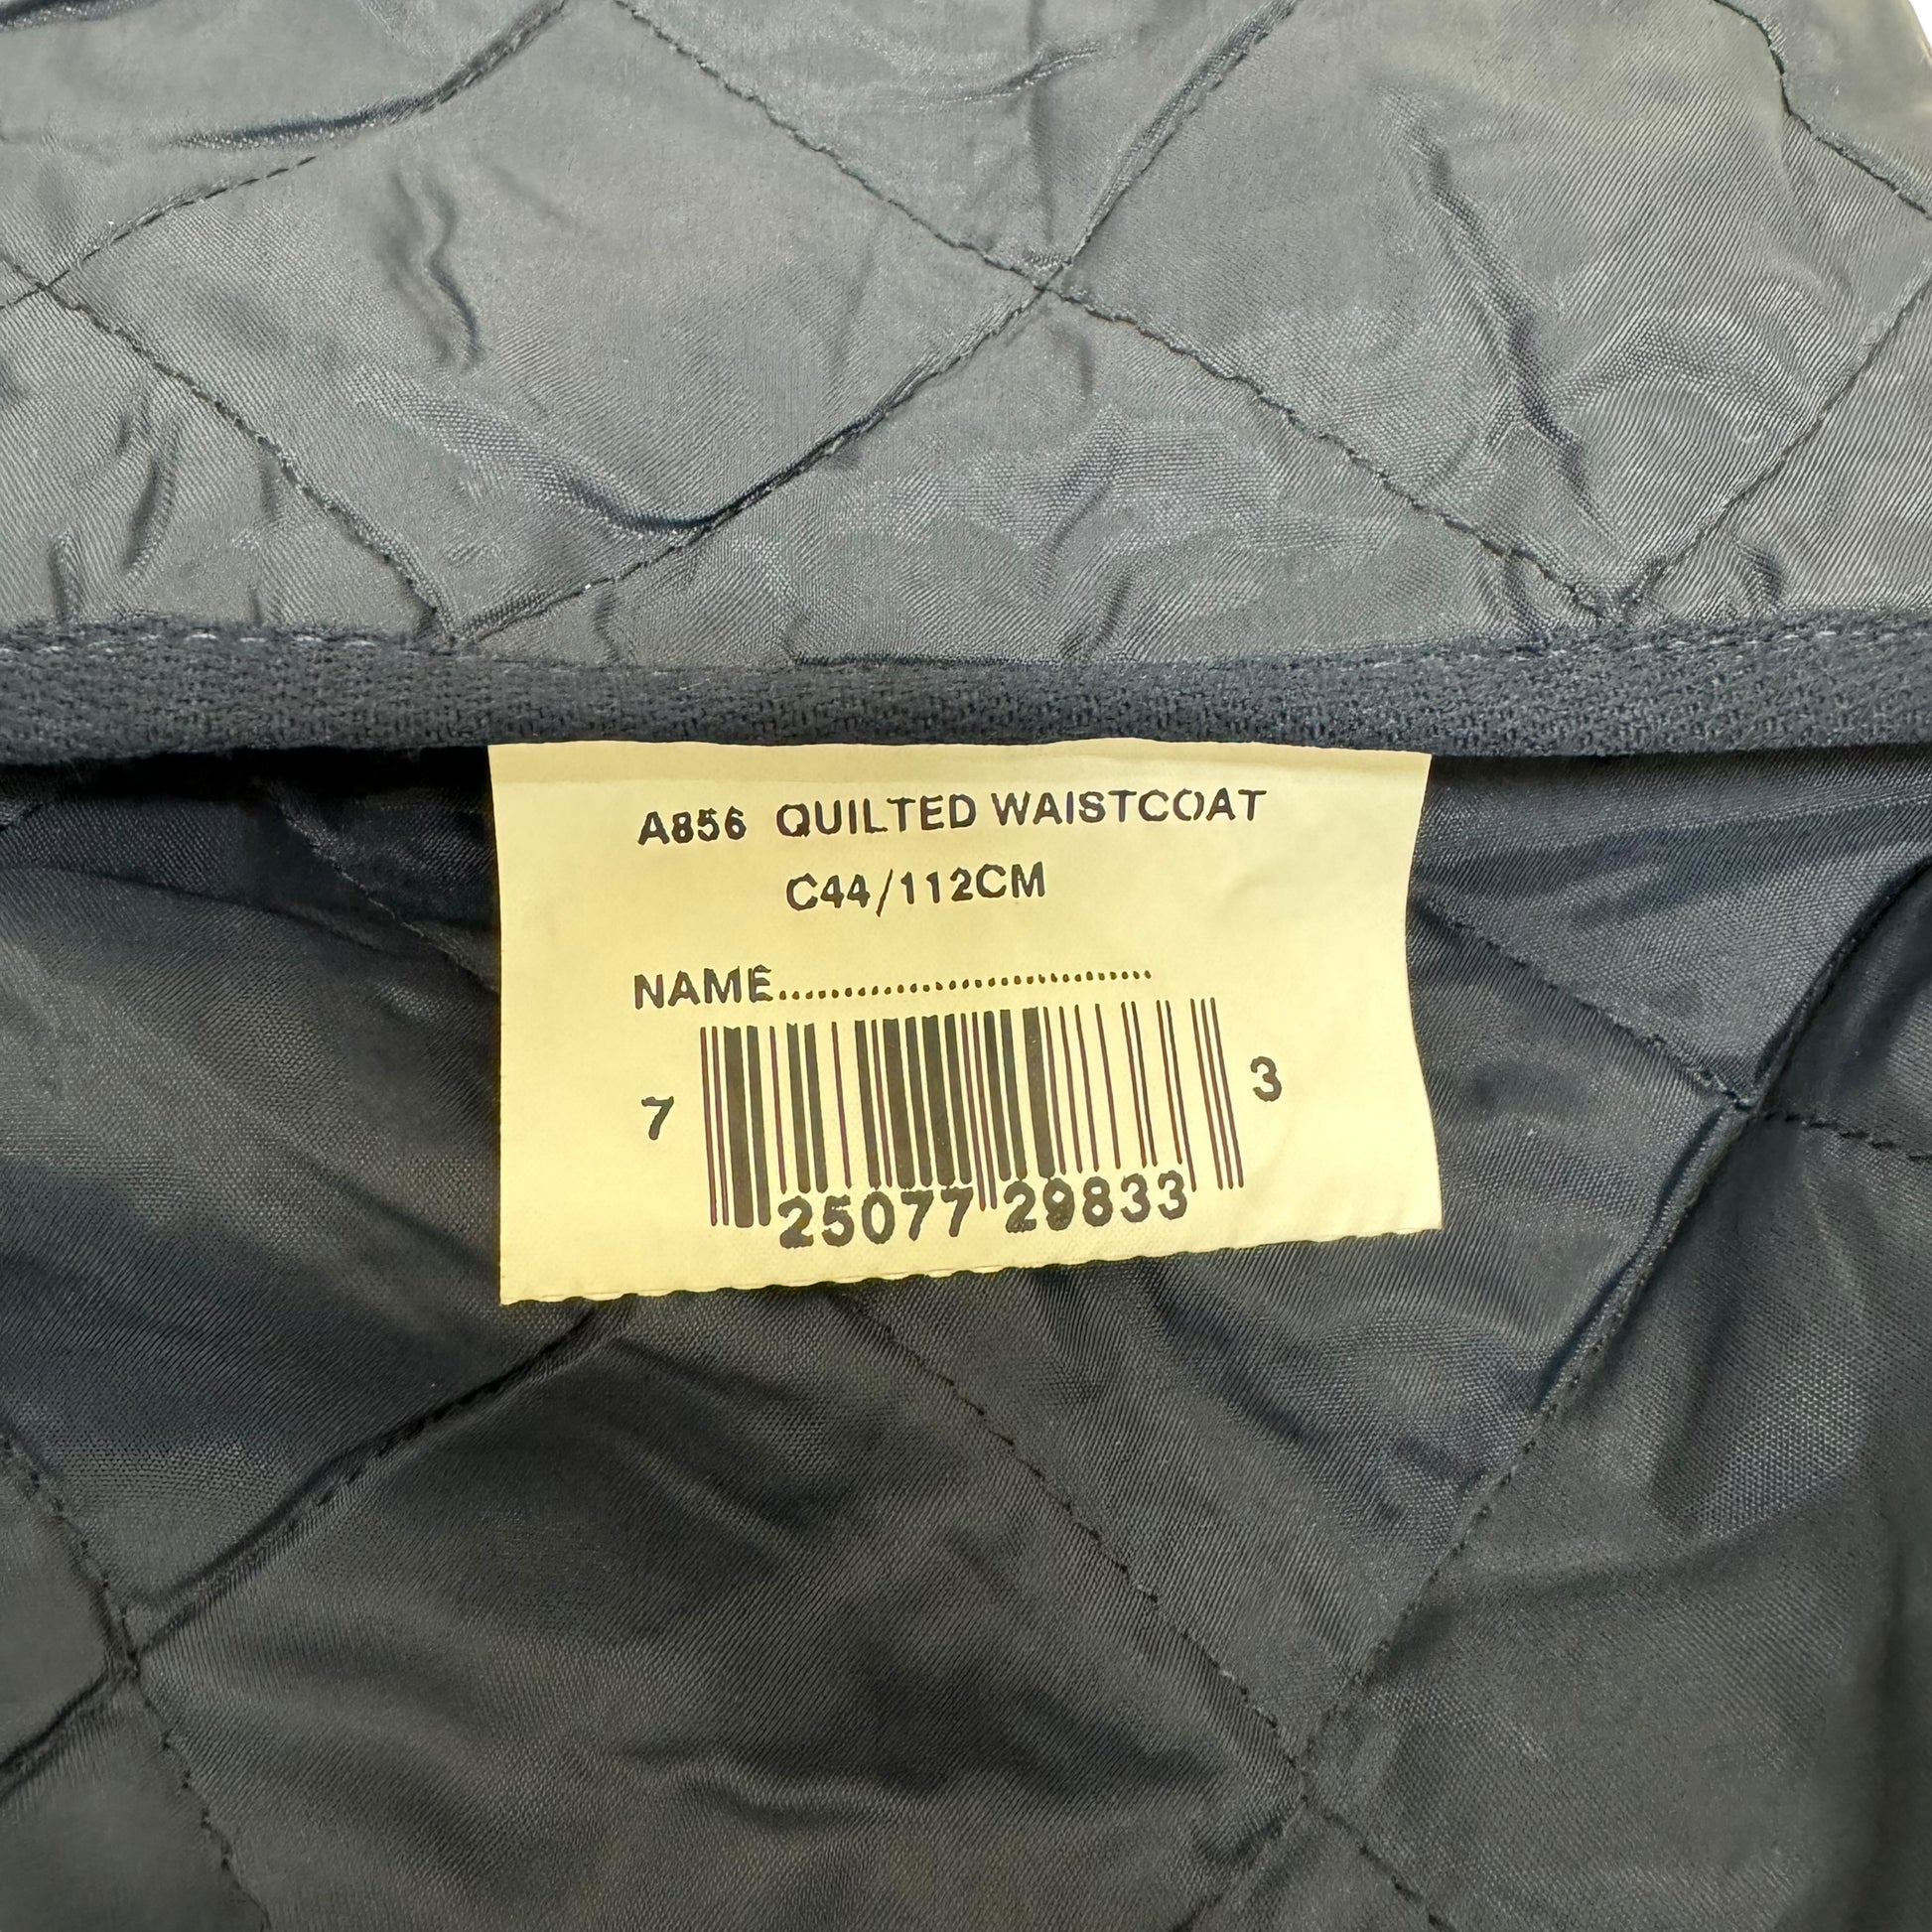 A856 QUILTED WAISTCOAT
C44/112CM
NAME................................
7 25077 29833 3